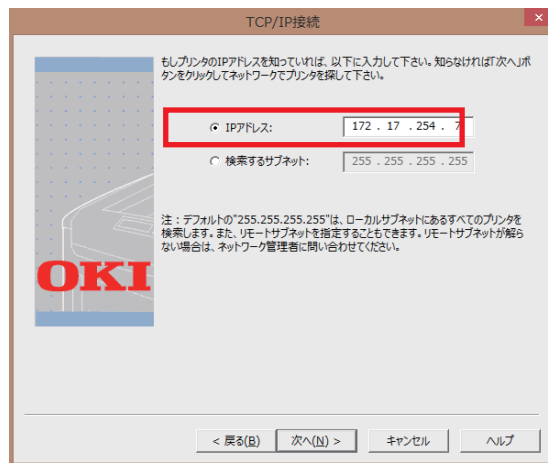 TCP/IP接続
もしプリンタのIPアドレスを知っていれば、以下に入力して下さい。知らなければ「次へ」ボ
タンをクリックしてネットワークでプリンタを探して下さい。
IPアドレス: 172 . 17 . 254 . 7
検索するサブネット: 255 . 255 . 255 . 255
注：デフォルトの"255.255.255.255"は、ローカルサブネットにあるすべてのプリンタを
検索します。また、リモートサブネットを指定することもできます。リモートサブネットが解ら
ない場合は、ネットワーク管理者に問い合わせてください。
OKI
< 戻る(B) 次へ(N) > キャンセル ヘルプ